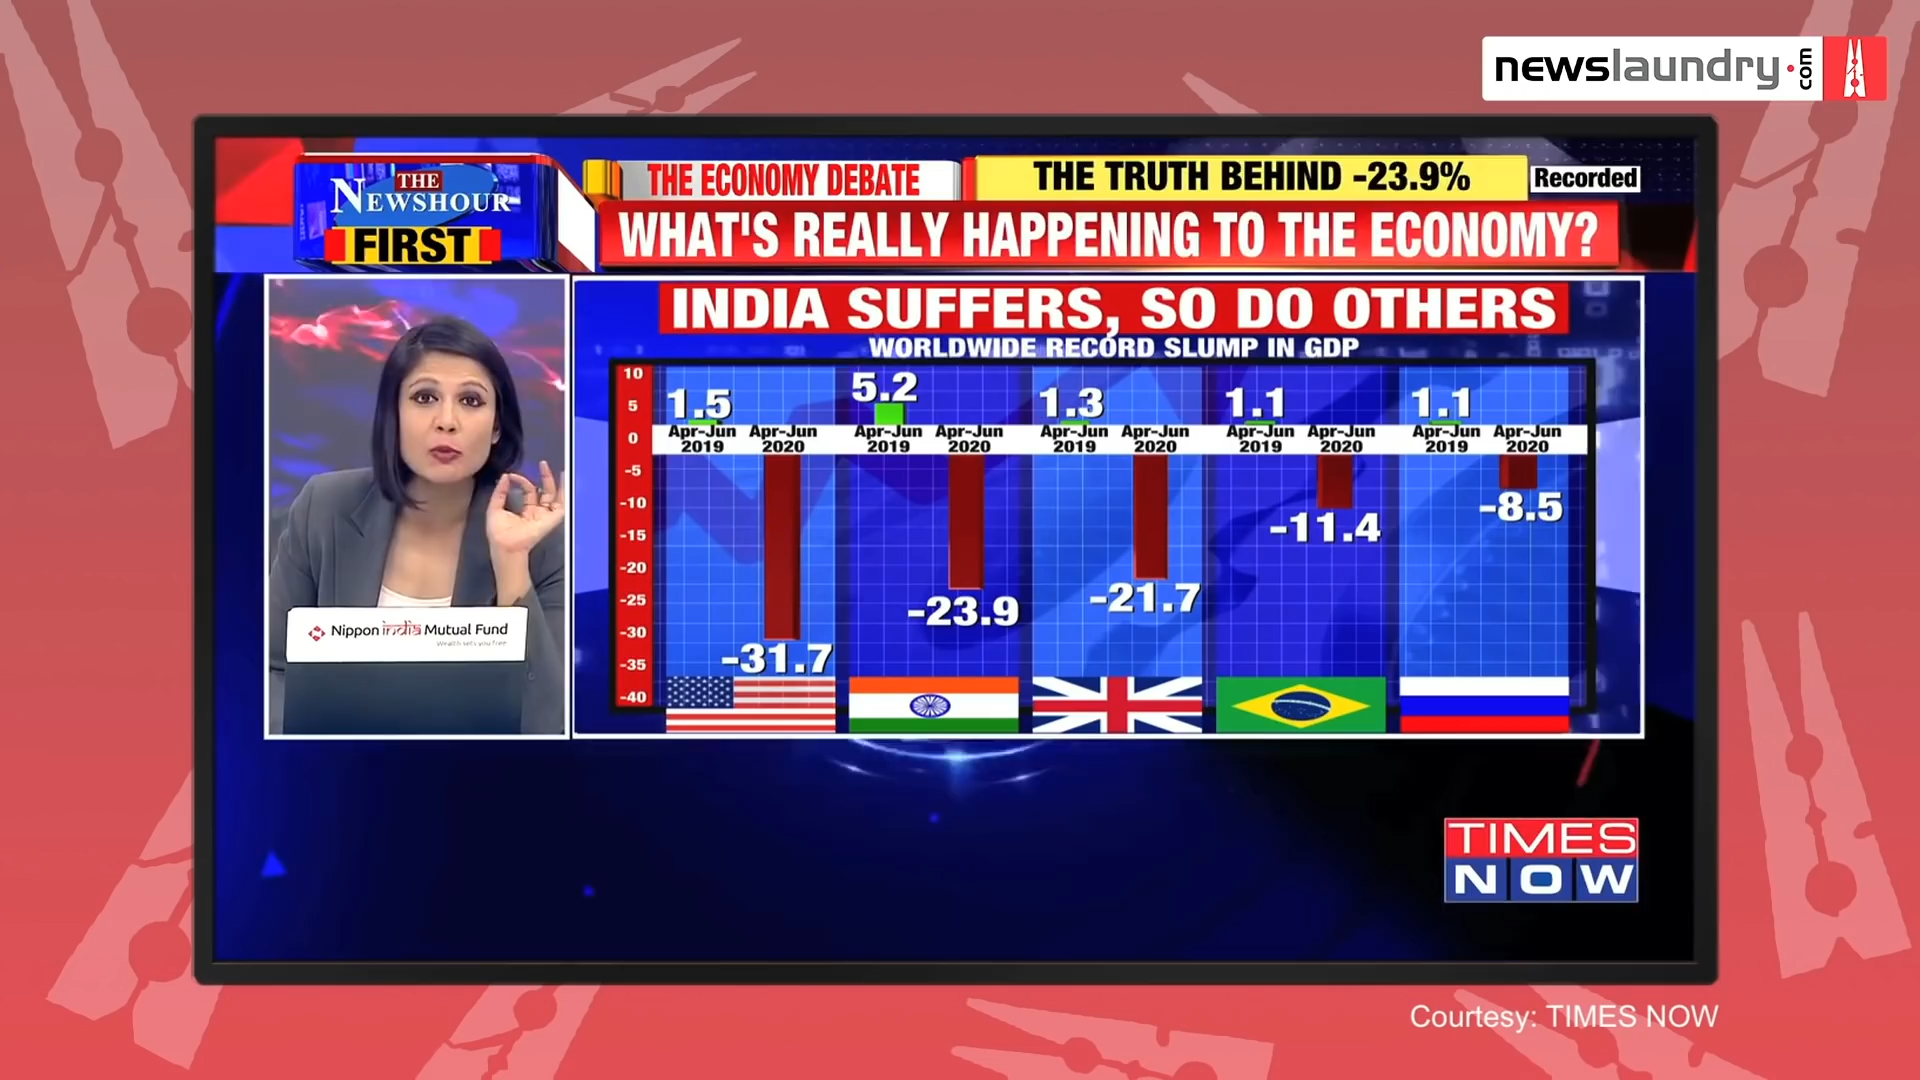 newslaundry.com
THE ECONOMY DEBATE
THE TRUTH BEHIND -23.9%
Recorded
THE
NEWSHOUR
FIRST
WHAT'S REALLY HAPPENING TO THE ECONOMY?
INDIA SUFFERS, SO DO OTHERS
WORLDWIDE RECORD SLUMP IN GDP
10
5
0
-5
-10
-15
-20
-25
-30
-35
-40
1.5
5.2
1.3
1.1
1.1
Apr-Jun Apr-Jun Apr-Jun Apr-Jun Apr-Jun Apr-Jun Apr-Jun Apr-Jun Apr-Jun Apr-Jun
2019 2020 2019 2020 2019 2020 2019 2020 2019 2020
-31.7
-23.9
-21.7
-11.4
-8.5
Nippon india Mutual Fund
Wealth sets you free
TIMES
NOW
Courtesy: TIMES NOW